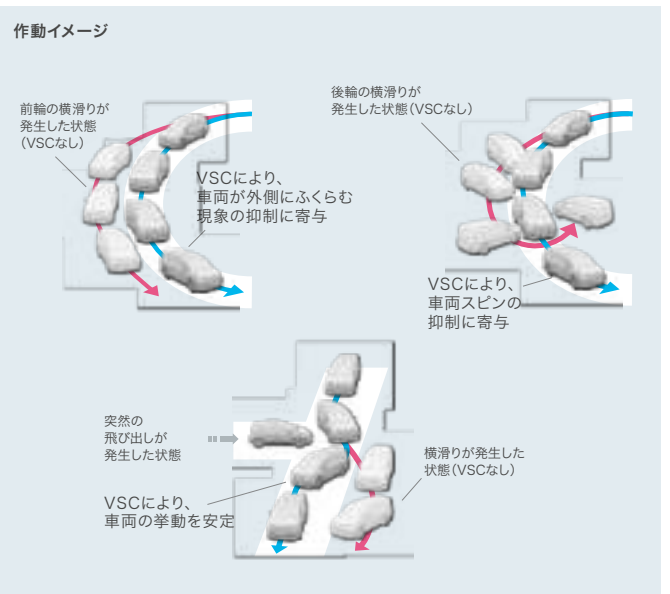 作動イメージ
前輪の横滑りが
発生した状態
（VSCなし）
VSCにより、
車両が外側にふくらむ
現象の抑制に寄与
後輪の横滑りが
発生した状態（VSCなし）
VSCにより、
車両スピンの
抑制に寄与
突然の
飛び出しが
発生した状態
VSCにより、
車両の挙動を安定
横滑りが発生した
状態（VSCなし）